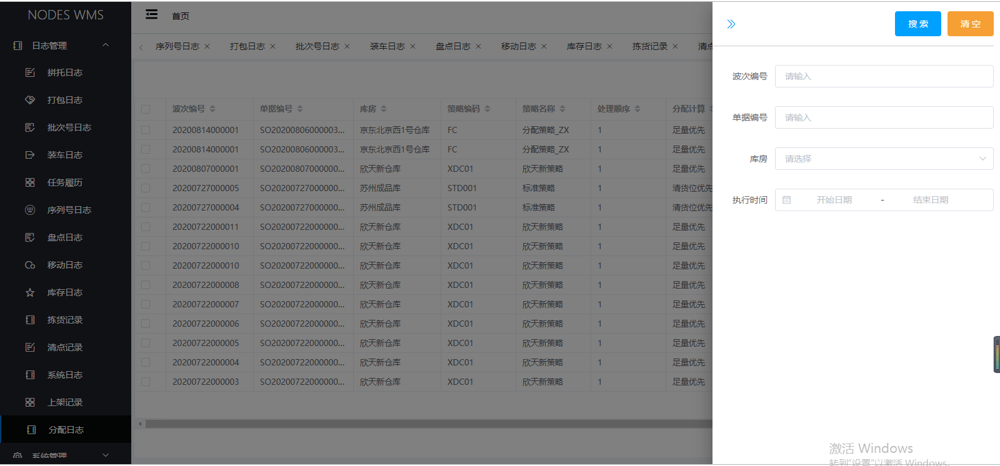 NODES WMS
首页
搜 索
清 空
日志管理
序列号日志 打包日志 批次号日志 装车日志 盘点日志 移动日志 库存日志 拣货记录
拼托日志
打包日志
批次号日志
装车日志
任务履历
序列号日志
盘点日志
移动日志
库存日志
拣货记录
清点记录
系统日志
上架记录
分配日志
系统管理
波次编号 单据编号 库房 策略编码 策略名称 处理顺序 分配计算
20200814000001 SO20200806000003... 京东北京西1号仓库 FC 分配策略_ZX 1 足量优先
20200814000001 SO20200806000003... 京东北京西1号仓库 FC 分配策略_ZX 1 足量优先
20200807000001 SO20200807000000... 欣天新仓库 XDC01 欣天新策略 1 足量优先
20200727000005 SO20200727000000... 苏州成品库 STD001 标准策略 1 清货位优先
20200727000004 SO20200727000000... 苏州成品库 STD001 标准策略 1 清货位优先
20200722000011 SO20200722000000... 欣天新仓库 XDC01 欣天新策略 1 足量优先
20200722000010 SO20200722000000... 欣天新仓库 XDC01 欣天新策略 1 足量优先
20200722000010 SO20200722000000... 欣天新仓库 XDC01 欣天新策略 1 足量优先
20200722000008 SO20200722000000... 欣天新仓库 XDC01 欣天新策略 1 足量优先
20200722000007 SO20200722000000... 欣天新仓库 XDC01 欣天新策略 1 足量优先
20200722000006 SO20200722000000... 欣天新仓库 XDC01 欣天新策略 1 足量优先
20200722000005 SO20200722000000... 欣天新仓库 XDC01 欣天新策略 1 足量优先
20200722000004 SO20200722000000... 欣天新仓库 XDC01 欣天新策略 1 足量优先
20200722000003 SO20200722000000... 欣天新仓库 XDC01 欣天新策略 1 足量优先
波次编号 请输入
单据编号 请输入
库房 请选择
执行时间 开始日期 - 结束日期
激活 Windows
转到"设置"以激活 Windows。